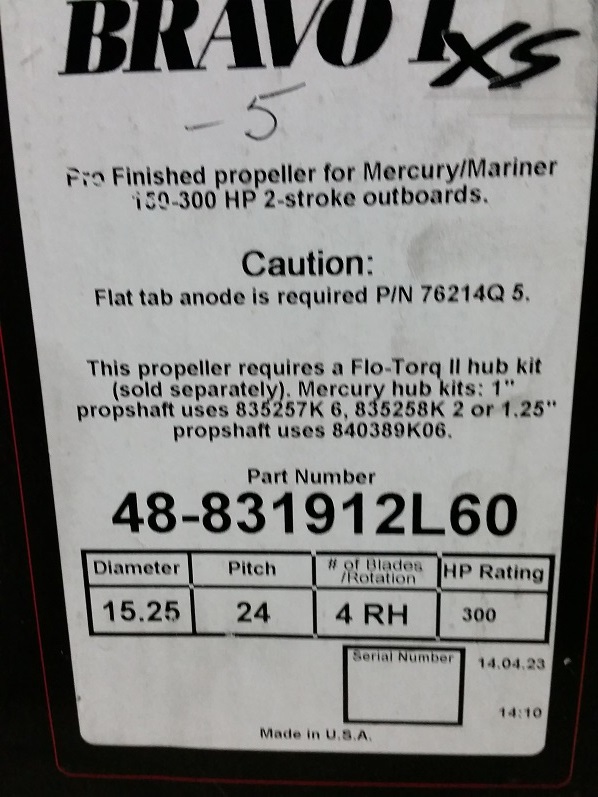 BRAVO I XS
-5
Pro Finished propeller for Mercury/Mariner
150-300 HP 2-stroke outboards.
Caution:
Flat tab anode is required P/N 76214Q 5.
This propeller requires a Flo-Torq II hub kit
(sold separately). Mercury hub kits: 1"
propshaft uses 835257K 6, 835258K 2 or 1.25"
propshaft uses 840389K06.
Part Number
48-831912L60
Diameter Pitch # of Blades /Rotation HP Rating
15.25 24 4 RH 300
Serial Number 14.04.23
14:10
Made in U.S.A.